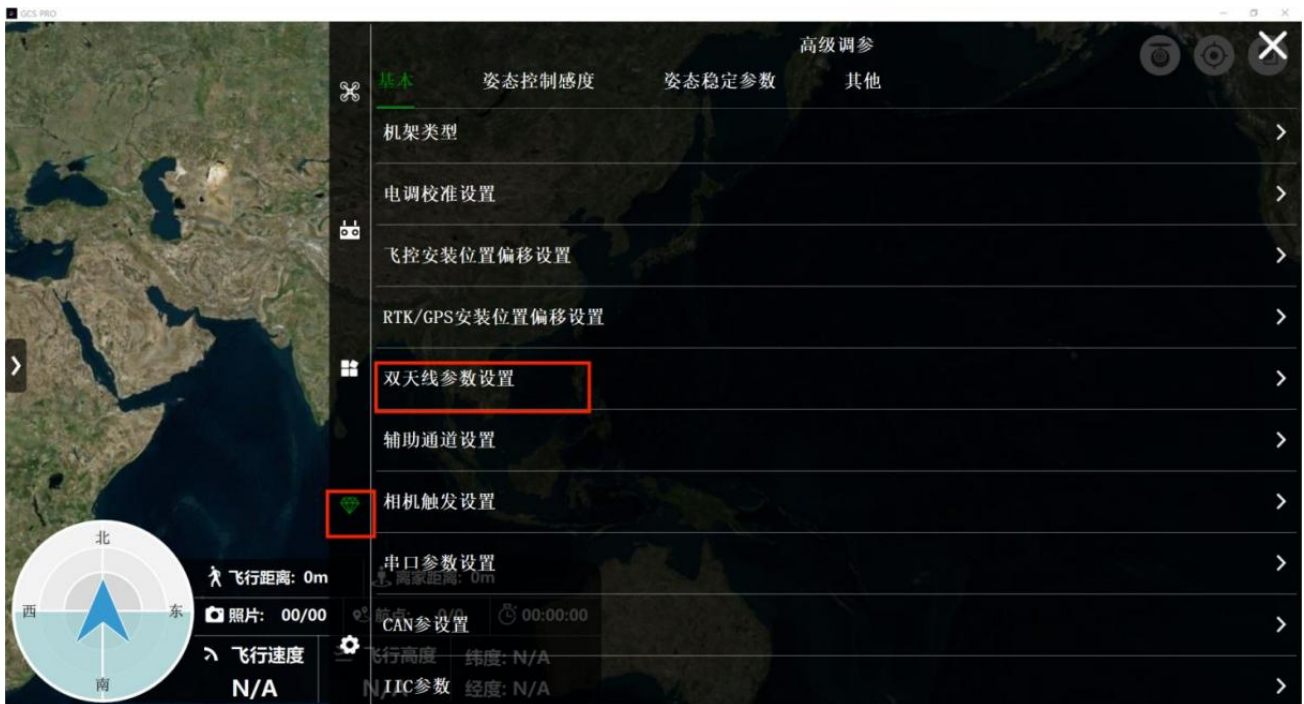 GCS PRO
高级调参
基本 姿态控制感度 姿态稳定参数 其他
机架类型
电调校准设置
飞控安装位置偏移设置
RTK/GPS安装位置偏移设置
双天线参数设置
辅助通道设置
相机触发设置
串口参数设置
CAN参设置
IIC参数
北
西 东
南
飞行距离: 0m 离家距离: 0m
照片: 00/00 航点: 0/0 00:00:00
飞行速度 飞行高度 纬度: N/A
N/A N/A 经度: N/A